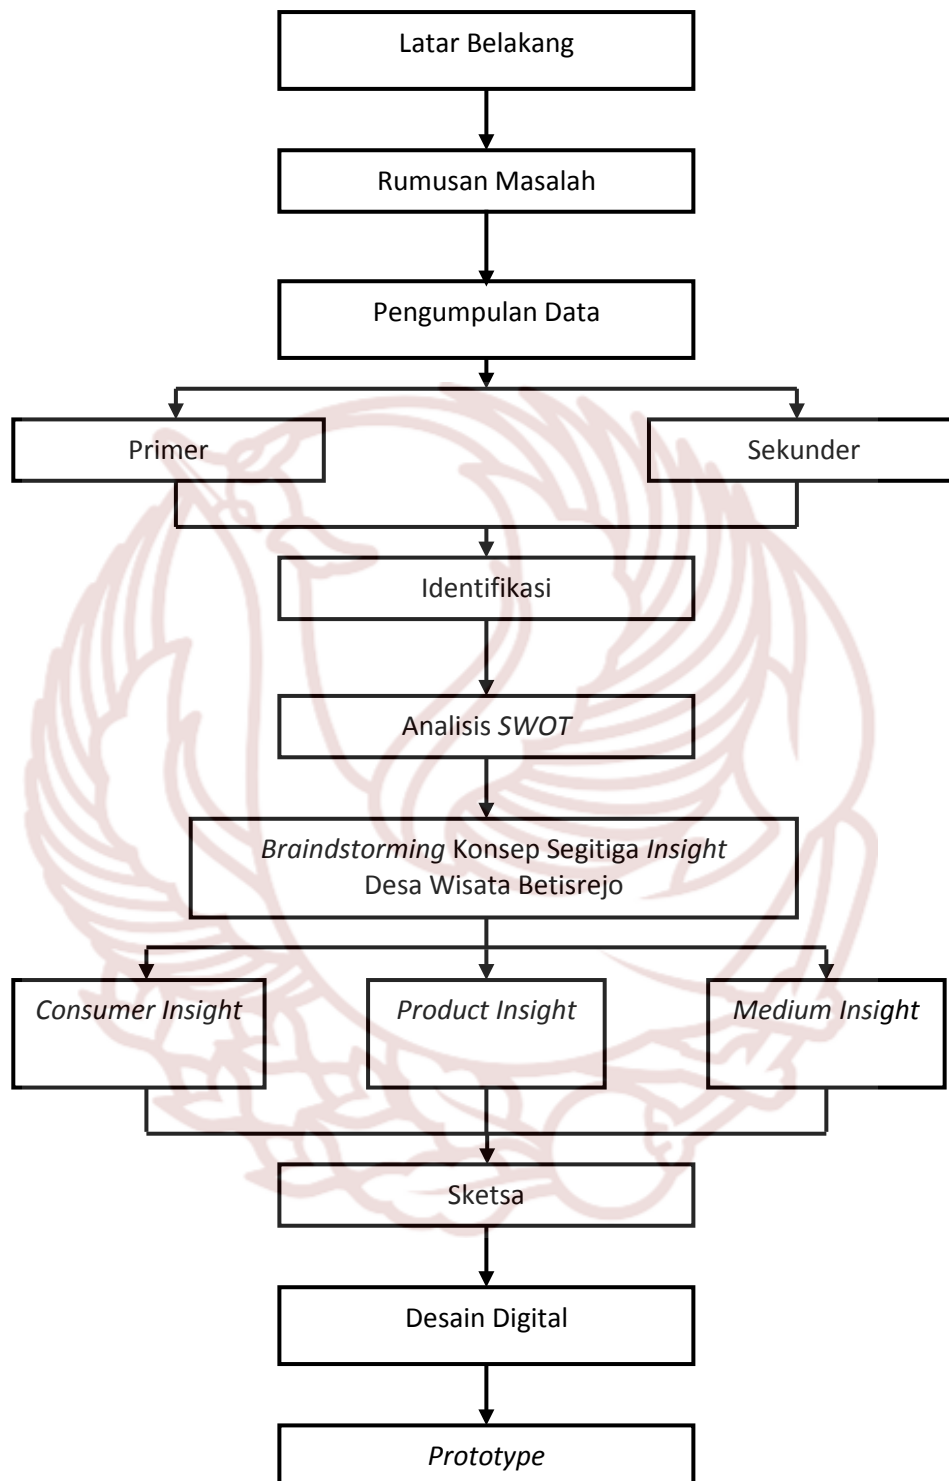 Latar Belakang
Rumusan Masalah
Pengumpulan Data
Primer
Sekunder
Identifikasi
Analisis SWOT
Braindstorming Konsep Segitiga Insight
Desa Wisata Betisrejo
Consumer Insight
Product Insight
Medium Insight
Sketsa
Desain Digital
Prototype